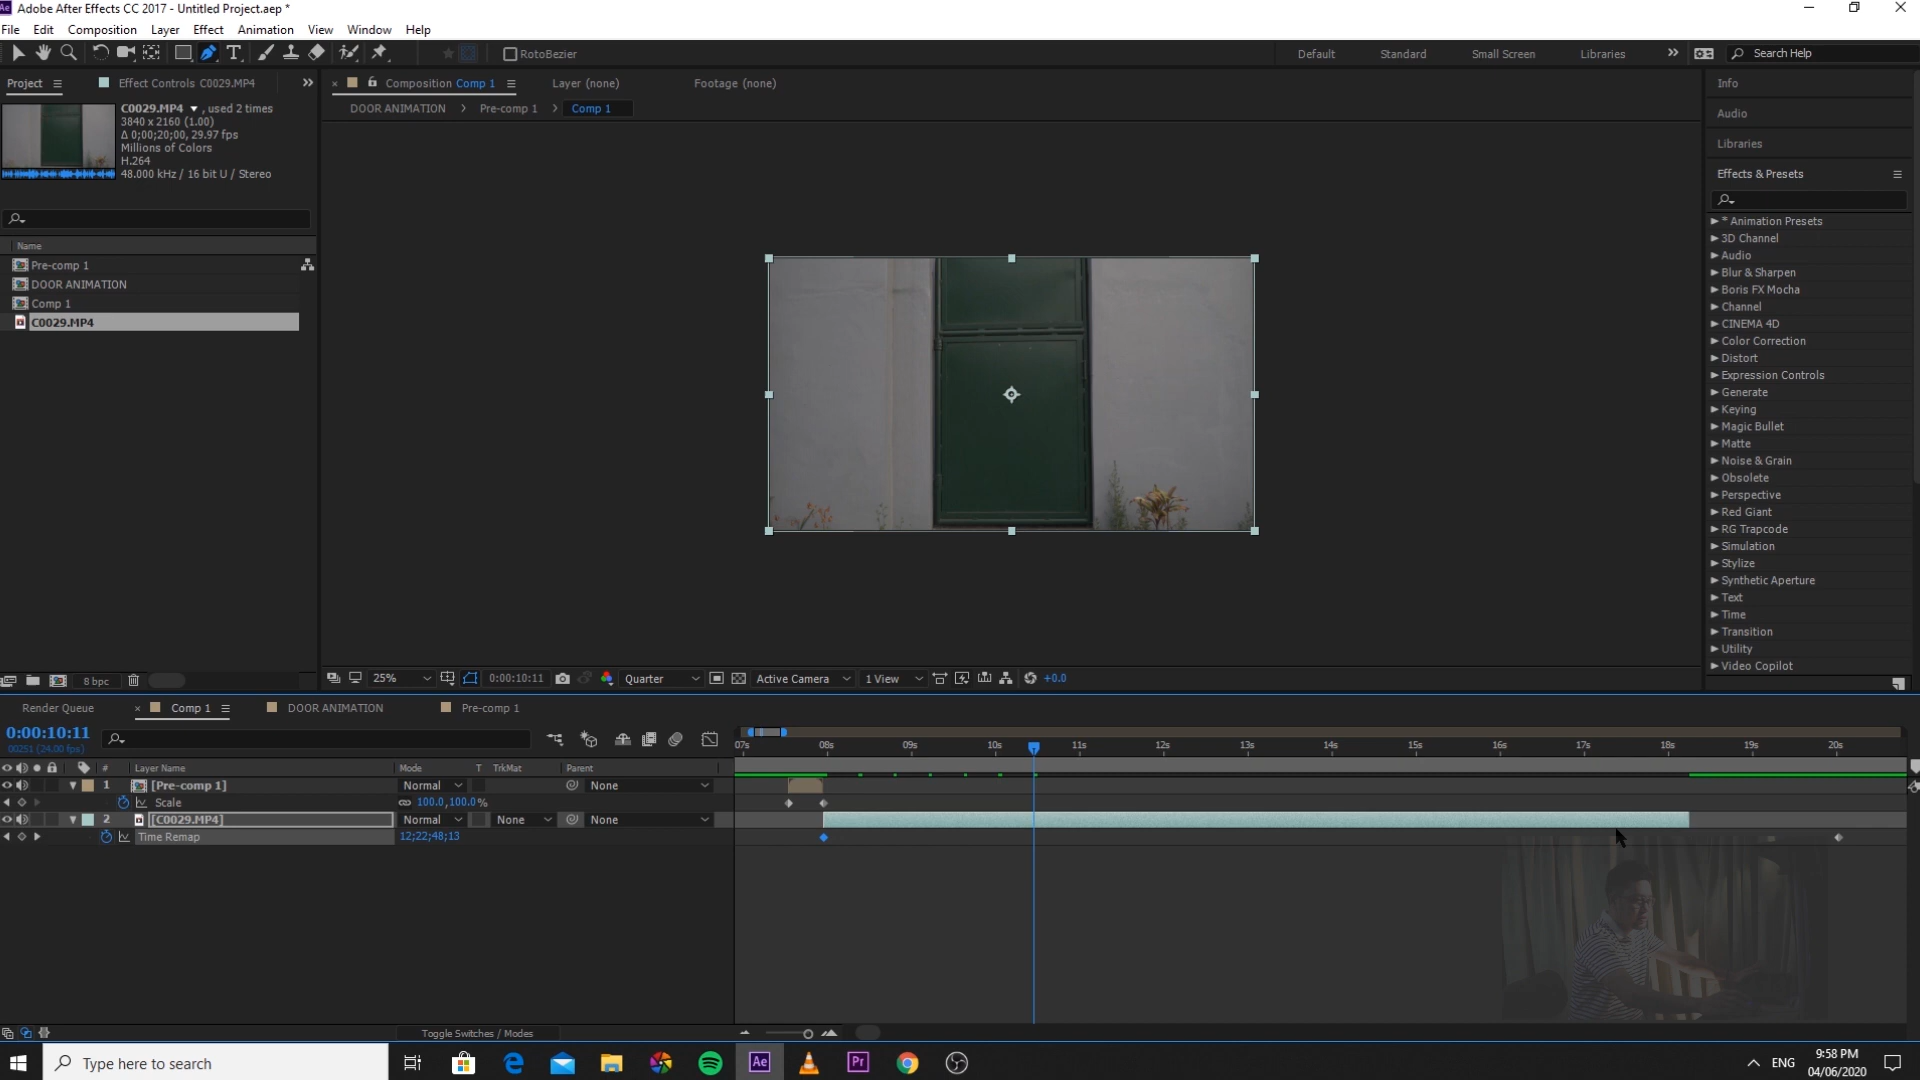 Adobe After Effects CC 2017 - Untitled Project.aep *
File Edit Composition Layer Effect Animation View Window Help
RotoBezier
Default Standard Small Screen Libraries
Search Help
Project
Effect Controls C0029.MP4
Composition Comp 1
Layer (none)
Footage (none)
DOOR ANIMATION
Pre-comp 1
Comp 1
C0029.MP4 , used 2 times
3840 x 2160 (1.00)
Δ 0;00;20;00, 29.97 fps
Millions of Colors
H.264
48.000 kHz / 16 bit U / Stereo
Name
Pre-comp 1
DOOR ANIMATION
Comp 1
C0029.MP4
8 bpc
25%
0:00:10:11
Quarter
Active Camera
1 View
+0.0
Info
Audio
Libraries
Effects & Presets
* Animation Presets
3D Channel
Audio
Blur & Sharpen
Boris FX Mocha
Channel
CINEMA 4D
Color Correction
Distort
Expression Controls
Generate
Keying
Magic Bullet
Matte
Noise & Grain
Obsolete
Perspective
Red Giant
RG Trapcode
Simulation
Stylize
Synthetic Aperture
Text
Time
Transition
Utility
Video Copilot
Render Queue
Comp 1
DOOR ANIMATION
Pre-comp 1
0:00:10:11
00251 (24.00 fps)
07s 08s 09s 10s 11s 12s 13s 14s 15s 16s 17s 18s 19s 20s
# Layer Name Mode T TrkMat Parent
1 [Pre-comp 1] Normal None
Scale 100.0,100.0%
2 [C0029.MP4] Normal None None
Time Remap 12;22;48;13
Toggle Switches / Modes
Type here to search
Ae
Pr
ENG
9:58 PM
04/06/2020